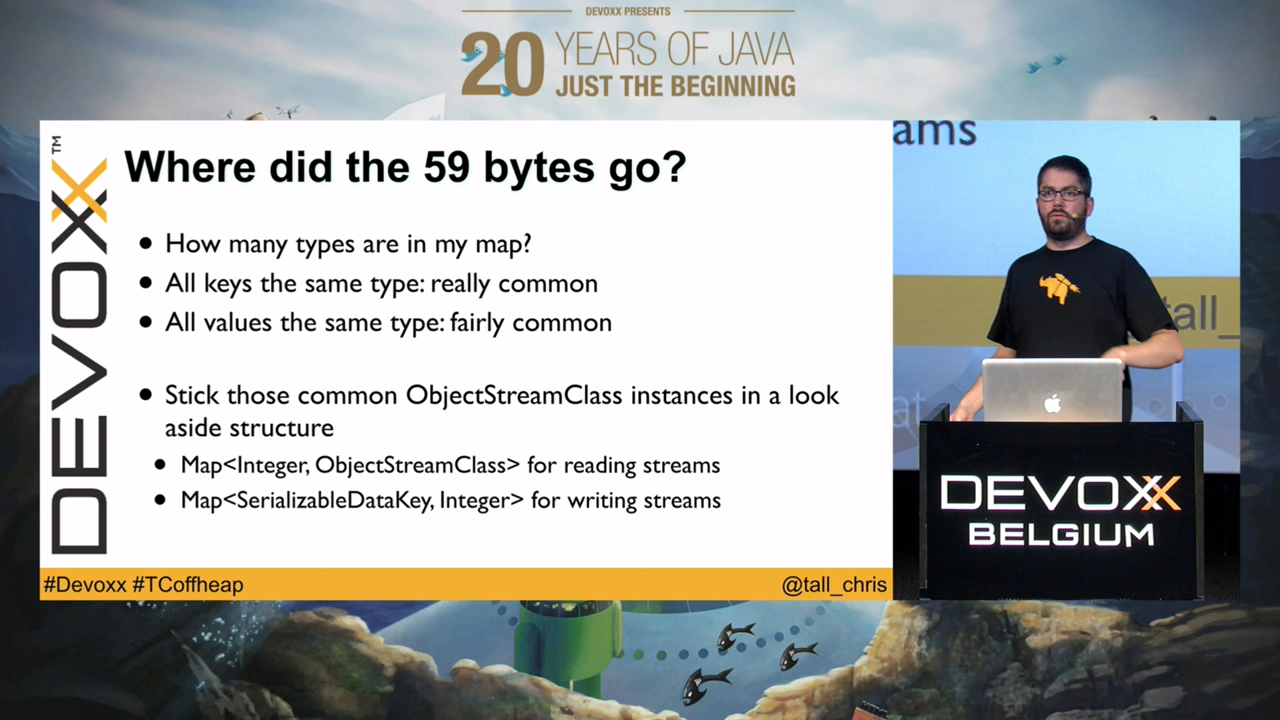 DEVOXX PRESENTS
20 YEARS OF JAVA
JUST THE BEGINNING
DEVOXX™
Where did the 59 bytes go?
• How many types are in my map?
• All keys the same type: really common
• All values the same type: fairly common
• Stick those common ObjectStreamClass instances in a look
aside structure
• Map<Integer, ObjectStreamClass> for reading streams
• Map<SerializableDataKey, Integer> for writing streams
#Devoxx #TCoffheap
@tall_chris
ams
tall_
at
DEVOXX
BELGIUM